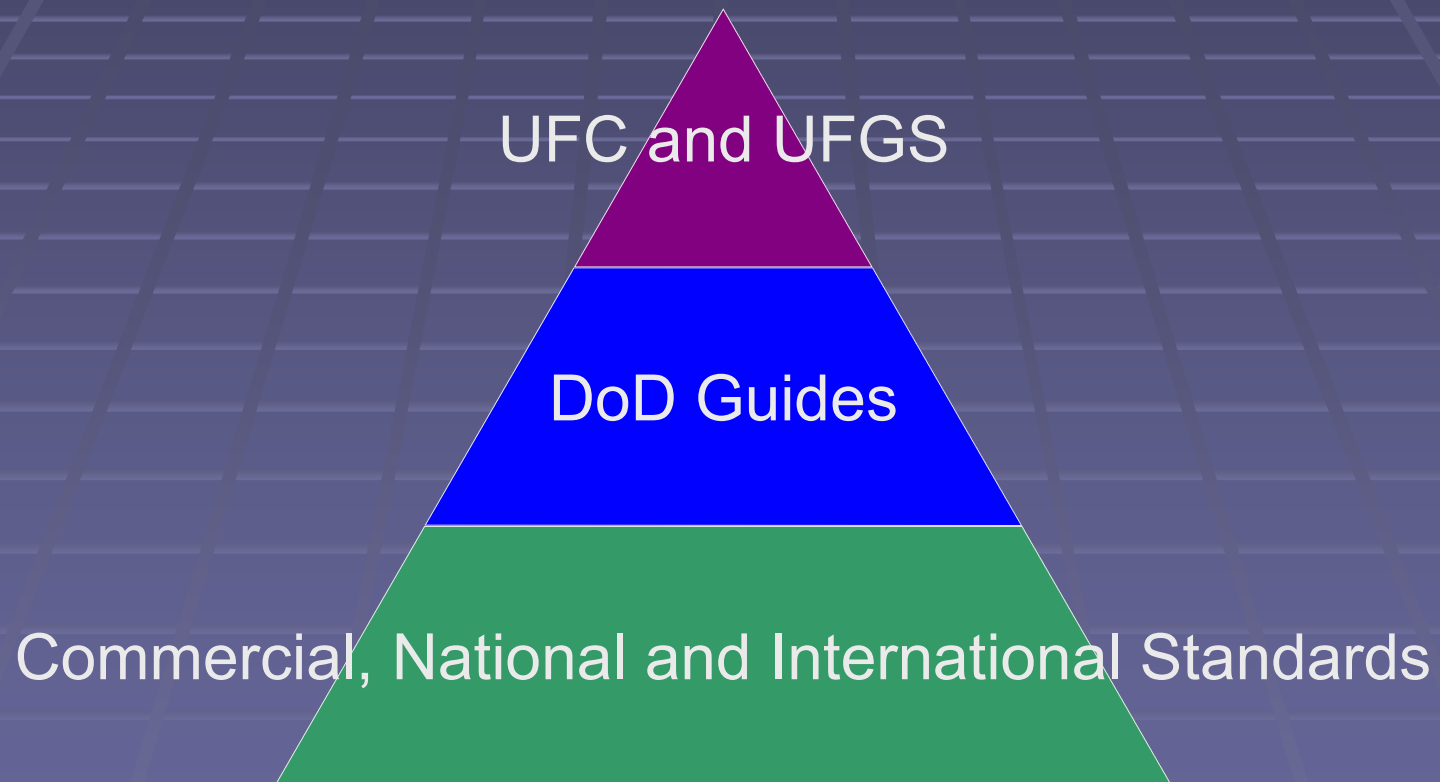 UFC and UFGS
DoD Guides
Commercial, National and International Standards